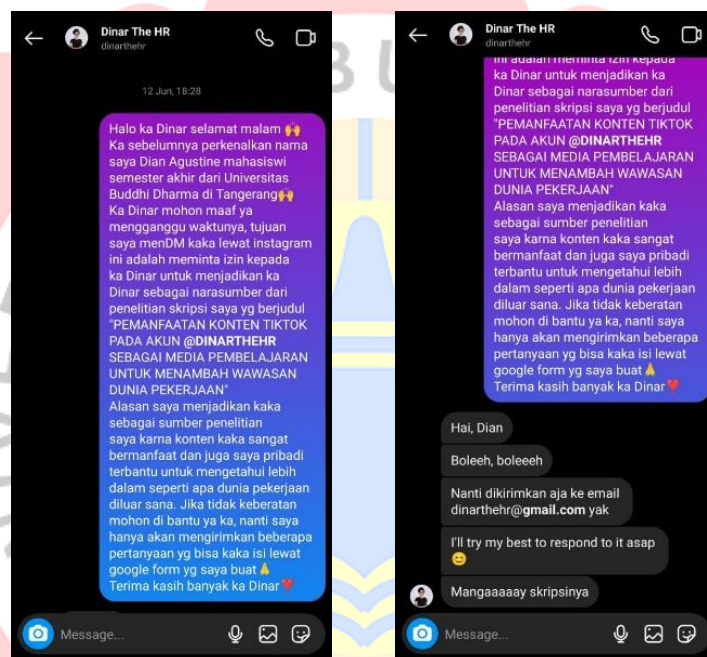 Dinar The HR
dinarthehr
12 Jun, 18:28
Halo ka Dinar selamat malam 🙌
Ka sebelumnya perkenalkan nama
saya Dian Agustine mahasiswi
semester akhir dari Universitas
Buddhi Dharma di Tangerang🙌
Ka Dinar mohon maaf ya
mengganggu waktunya, tujuan
saya menDM kaka lewat instagram
ini adalah meminta izin kepada
ka Dinar untuk menjadikan ka
Dinar sebagai narasumber dari
penelitian skripsi saya yg berjudul
"PEMANFAATAN KONTEN TIKTOK
PADA AKUN @DINARTHEHR
SEBAGAI MEDIA PEMBELAJARAN
UNTUK MENAMBAH WAWASAN
DUNIA PEKERJAAN"
Alasan saya menjadikan kaka
sebagai sumber penelitian
saya karna konten kaka sangat
bermanfaat dan juga saya pribadi
terbantu untuk mengetahui lebih
dalam seperti apa dunia pekerjaan
diluar sana. Jika tidak keberatan
mohon di bantu ya ka, nanti saya
hanya akan mengirimkan beberapa
pertanyaan yg bisa kaka isi lewat
google form yg saya buat🙏
Terima kasih banyak ka Dinar❤️
Message...
Dinar The HR
dinarthehr
ini adalah meminta izin kepada
ka Dinar untuk menjadikan ka
Dinar sebagai narasumber dari
penelitian skripsi saya yg berjudul
"PEMANFAATAN KONTEN TIKTOK
PADA AKUN @DINARTHEHR
SEBAGAI MEDIA PEMBELAJARAN
UNTUK MENAMBAH WAWASAN
DUNIA PEKERJAAN"
Alasan saya menjadikan kaka
sebagai sumber penelitian
saya karna konten kaka sangat
bermanfaat dan juga saya pribadi
terbantu untuk mengetahui lebih
dalam seperti apa dunia pekerjaan
diluar sana. Jika tidak keberatan
mohon di bantu ya ka, nanti saya
hanya akan mengirimkan beberapa
pertanyaan yg bisa kaka isi lewat
google form yg saya buat🙏
Terima kasih banyak ka Dinar❤️
Hai, Dian
Boleeh, boleeeh
Nanti dikirimkan aja ke email
dinarthehr@gmail.com yak
I'll try my best to respond to it asap
😊
Mangaaaaay skripsinya
Message...